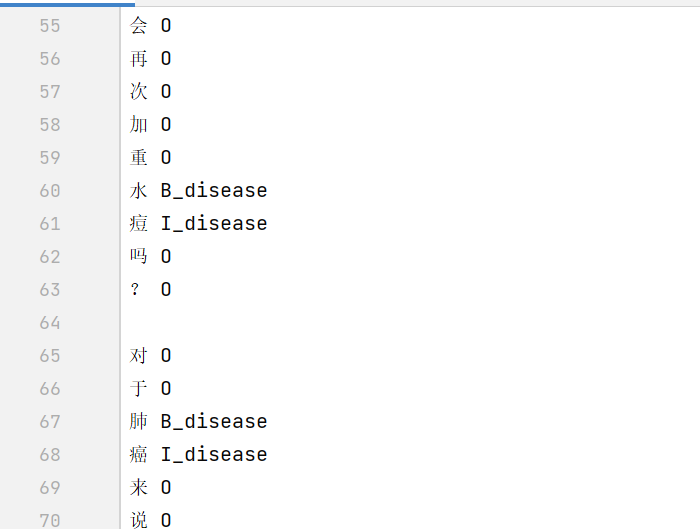 55 会 O
56 再 O
57 次 O
58 加 O
59 重 O
60 水 B_disease
61 痘 I_disease
62 吗 O
63 ？ O
64
65 对 O
66 于 O
67 肺 B_disease
68 癌 I_disease
69 来 O
70 说 O